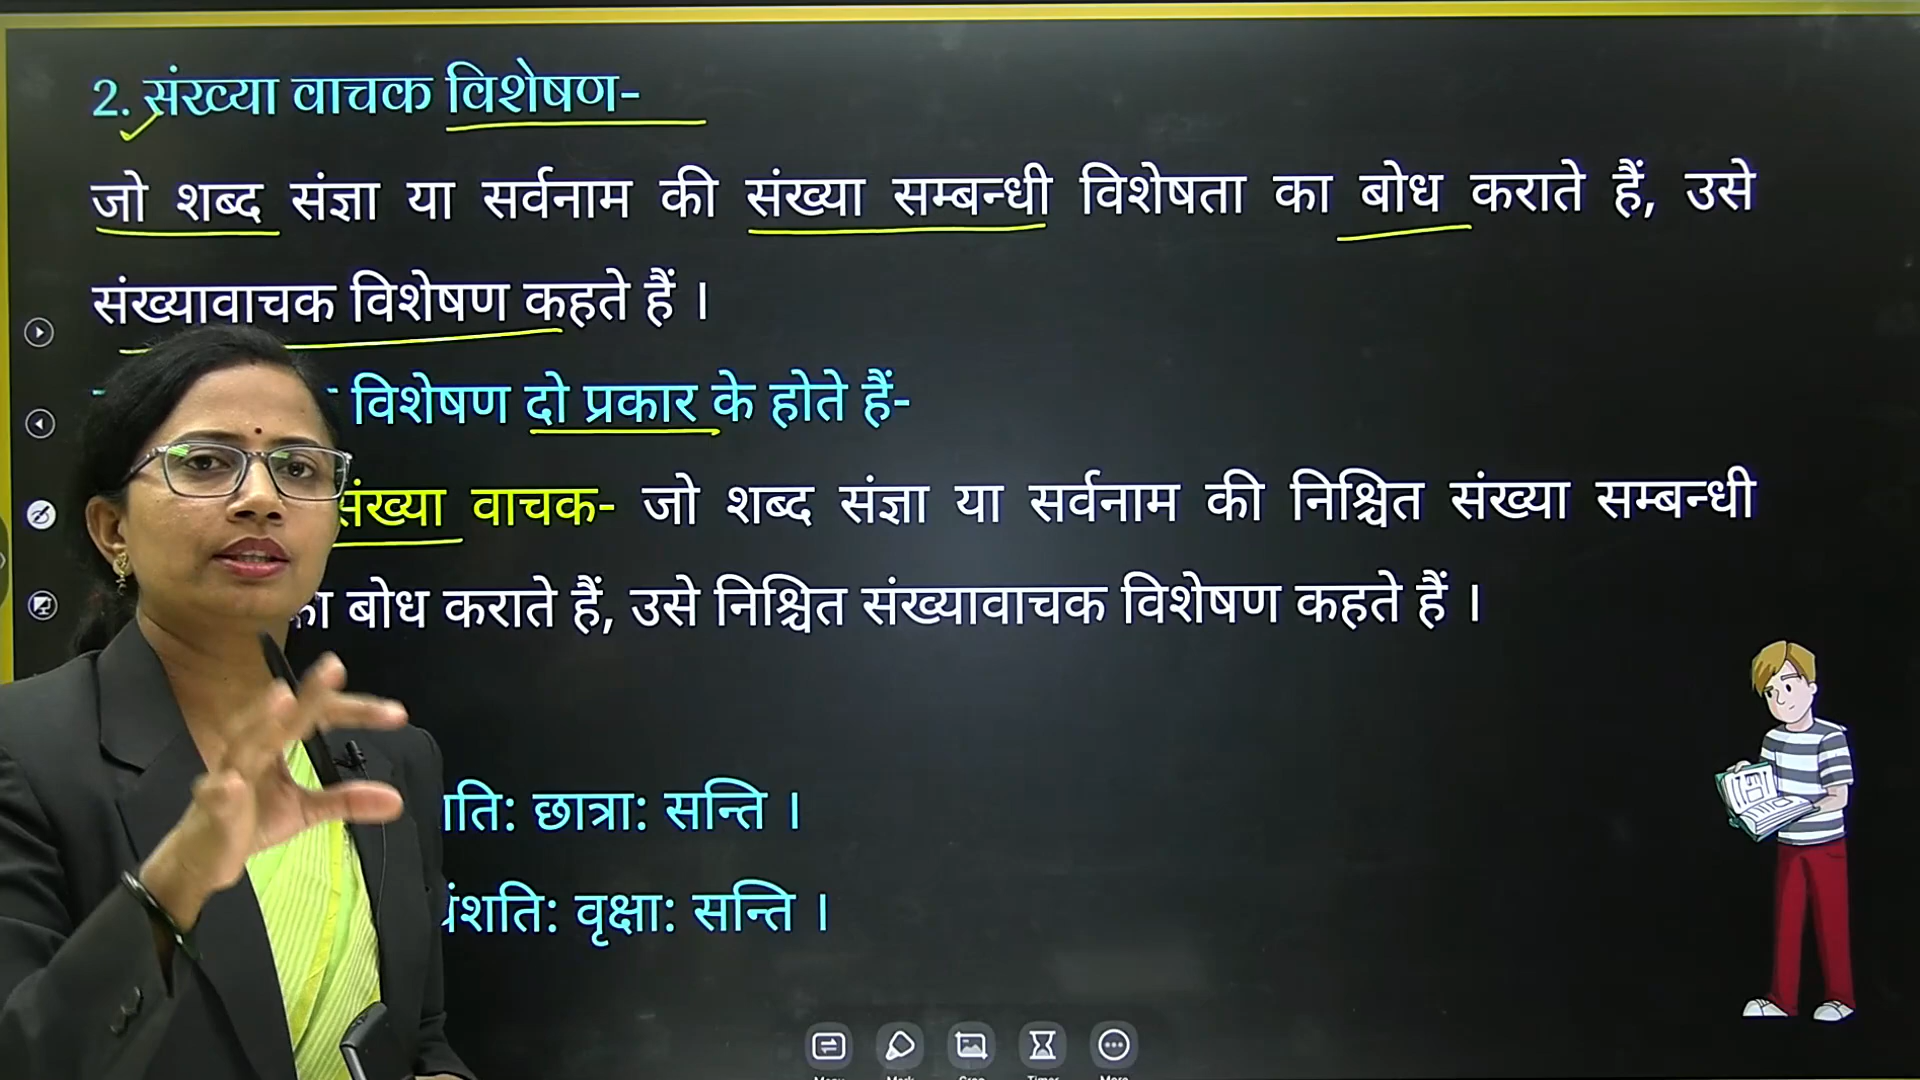 2. संख्या वाचक विशेषण-
जो शब्द संज्ञा या सर्वनाम की संख्या सम्बन्धी विशेषता का बोध कराते हैं, उसे
संख्यावाचक विशेषण कहते हैं ।
विशेषण दो प्रकार के होते हैं-
संख्या वाचक- जो शब्द संज्ञा या सर्वनाम की निश्चित संख्या सम्बन्धी
का बोध कराते हैं, उसे निश्चित संख्यावाचक विशेषण कहते हैं ।
छात्रा: सन्ति ।
वृक्षा: सन्ति ।